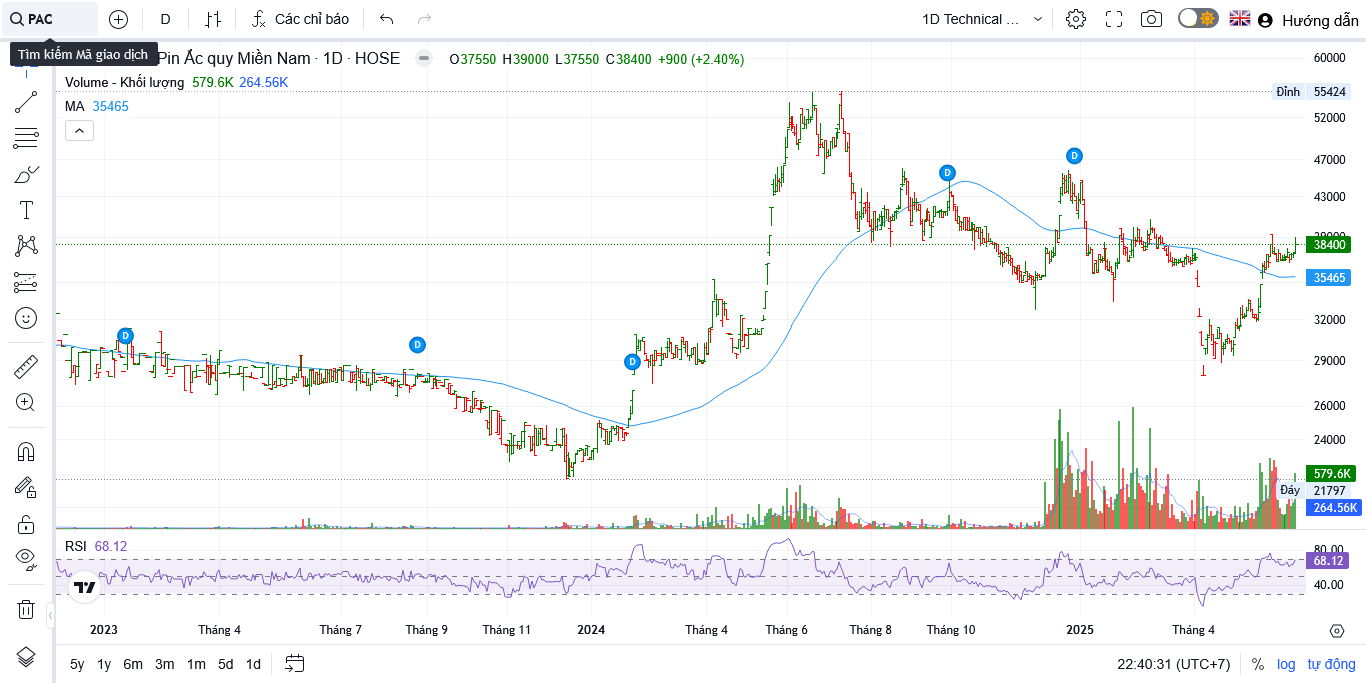 PAC
D
Các chỉ báo
1D Technical ...
Hướng dẫn
Tìm kiếm Mã giao dịch
Pin Ắc quy Miền Nam · 1D · HOSE
O37550 H39000 L37550 C38400 +900 (+2.40%)
Volume - Khối lượng 579.6K 264.56K
MA 35465
60000
Đỉnh 55424
52000
47000
43000
38000
38400
35465
32000
29000
26000
24000
579.6K
Đáy 21797
264.56K
D
D
D
D
D
RSI 68.12
80.00
68.12
40.00
2023 Tháng 4 Tháng 7 Tháng 9 Tháng 11 2024 Tháng 4 Tháng 6 Tháng 8 Tháng 10 2025 Tháng 4
5y 1y 6m 3m 1m 5d 1d
22:40:31 (UTC+7) % log tự động